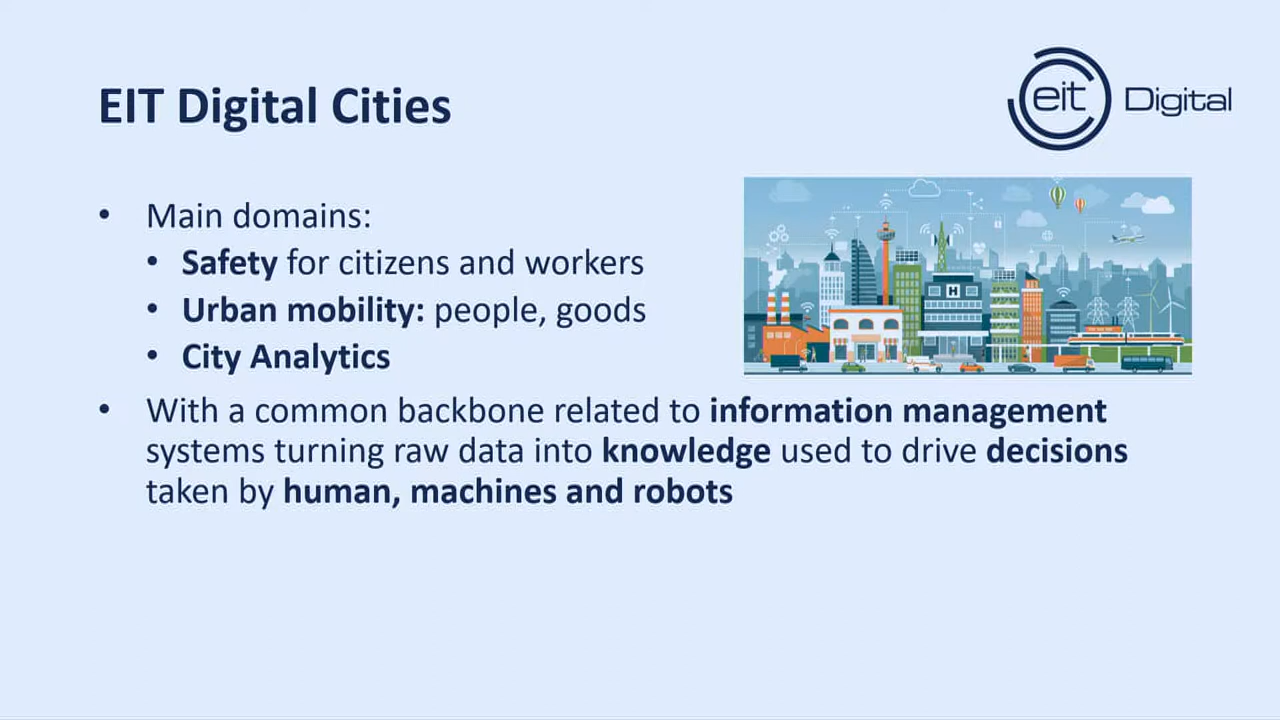 EIT Digital Cities
eit Digital
• Main domains:
• Safety for citizens and workers
• Urban mobility: people, goods
• City Analytics
H
• With a common backbone related to information management
systems turning raw data into knowledge used to drive decisions
taken by human, machines and robots